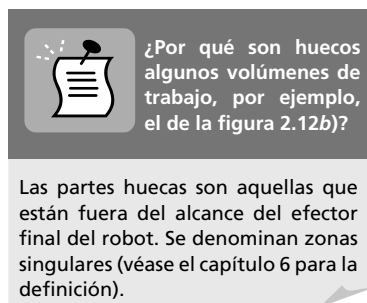 ¿Por qué son huecos
algunos volúmenes de
trabajo, por ejemplo,
el de la figura 2.12b)?
Las partes huecas son aquellas que
están fuera del alcance del efector
final del robot. Se denominan zonas
singulares (véase el capítulo 6 para la
definición).